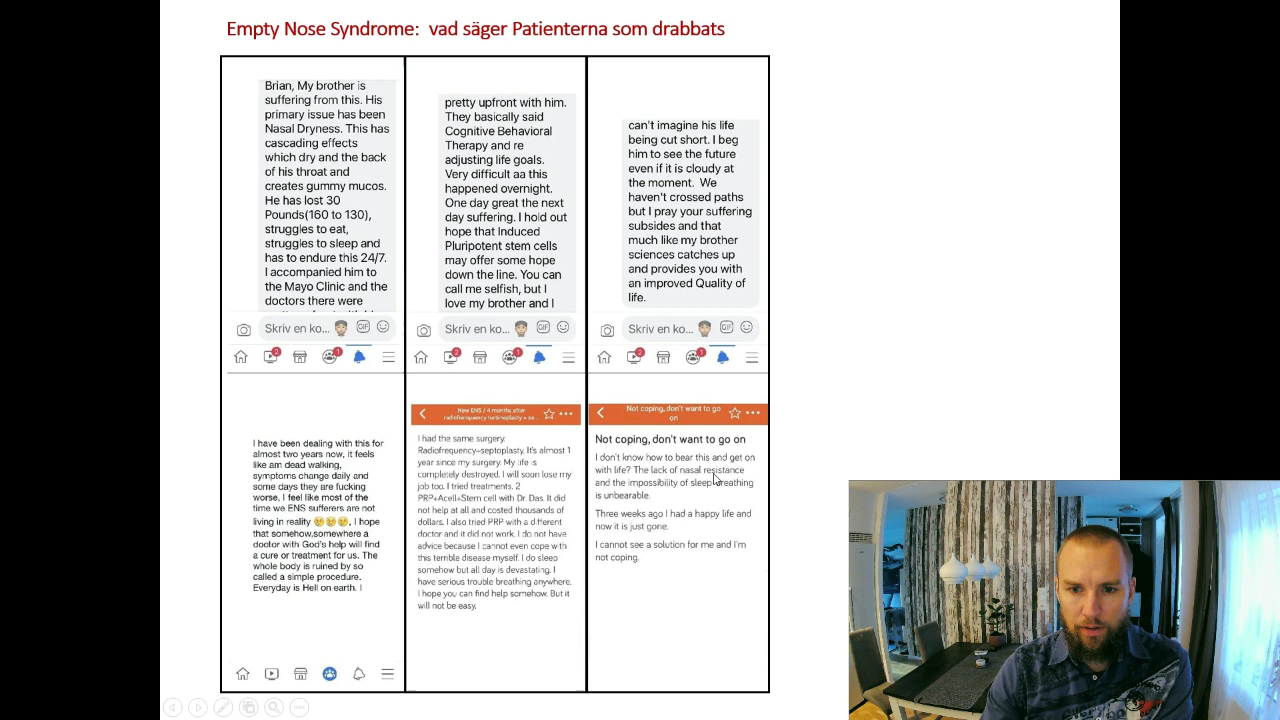 Empty Nose Syndrome: vad säger Patienterna som drabbats
Brian, My brother is
suffering from this. His
primary issue has been
Nasal Dryness. This has
cascading effects
which dry and the back
of his throat and
creates gummy mucos.
He has lost 30
Pounds(160 to 130),
struggles to eat,
struggles to sleep and
has to endure this 24/7.
I accompanied him to
the Mayo Clinic and the
doctors there were
Skriv en ko...
GIF
2
1
pretty upfront with him.
They basically said
Cognitive Behavioral
Therapy and re
adjusting life goals.
Very difficult aa this
happened overnight.
One day great the next
day suffering. I hold out
hope that Induced
Pluripotent stem cells
may offer some hope
down the line. You can
call me selfish, but I
love my brother and I
Skriv en ko...
GIF
2
1
can't imagine his life
being cut short. I beg
him to see the future
even if it is cloudy at
the moment. We
haven't crossed paths
but I pray your suffering
subsides and that
much like my brother
sciences catches up
and provides you with
an improved Quality of
life.
Skriv en ko...
GIF
2
1
I have been dealing with this for
almost two years now, it feels
like am dead walking,
symptoms change daily and
some days they are fucking
worse, I feel like most of the
time we ENS sufferers are not
living in reality 😢😢😢, I hope
that somehow,somewhere a
doctor with God's help will find
a cure or treatment for us. The
whole body is ruined by so
called a simple procedure.
Everyday is Hell on earth. I
New ENS / 4 months after
radiofrequency turbinoplasty + se...
I had the same surgery.
Radiofrequency-septoplasty. It's almost 1
year since my surgery. My life is
completely destroyed. I will soon lose my
job too. I tried treatments. 2
PRP+Acell+Stem cell with Dr. Das. It did
not help at all and costed thousands of
dollars. I also tried PRP with a different
doctor and it did not work. I do not have
advice because I cannot even cope with
this terrible disease myself. I do sleep
somehow but all day is devastating. I
have serious trouble breathing anywhere.
I hope you can find help somehow. But it
will not be easy.
Not coping, don't want to go
on
Not coping, don't want to go on
I don't know how to bear this and get on
with life? The lack of nasal resistance
and the impossibility of sleep breathing
is unbearable.
Three weeks ago I had a happy life and
now it is just gone.
I cannot see a solution for me and I'm
not coping.